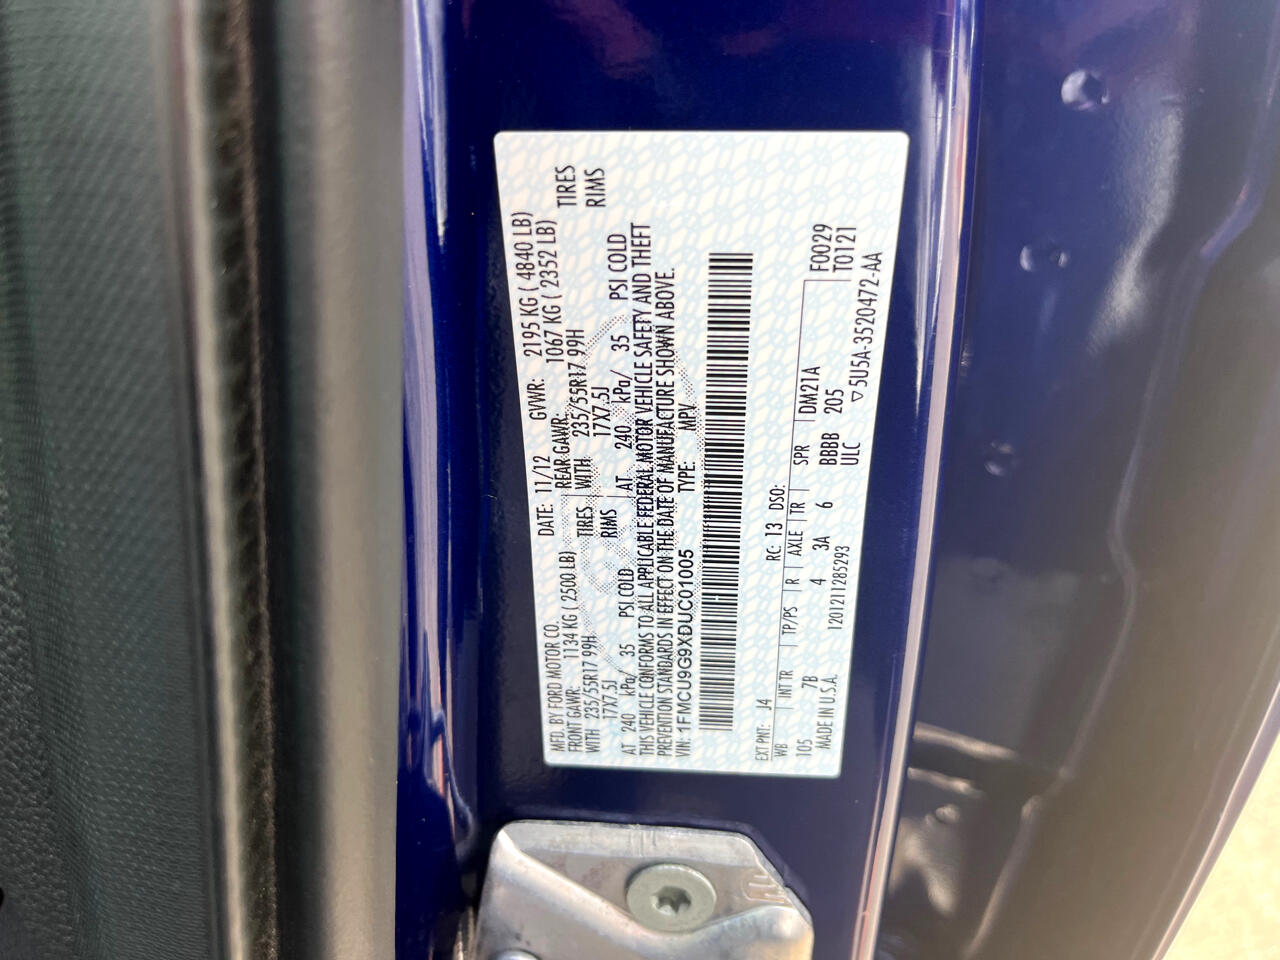 MFD. BY FORD MOTOR CO. DATE: 11/12 GVWR: 2195 KG ( 4840 LB)
FRONT GAWR: 1134 KG ( 2500 LB) REAR GAWR: 1067 KG ( 2352 LB)
WITH 235/55R17 99H TIRES WITH 235/55R17 99H TIRES
17X7.5J RIMS 17X7.5J RIMS
AT 240 kPa/ 35 PSI COLD AT 240 kPa/ 35 PSI COLD
THIS VEHICLE CONFORMS TO ALL APPLICABLE FEDERAL MOTOR VEHICLE SAFETY AND THEFT
PREVENTION STANDARDS IN EFFECT ON THE DATE OF MANUFACTURE SHOWN ABOVE.
VIN: 1FMCU9G9XDUC01005 TYPE: MPV
EXT PNT: J4 RC: 13 DSO:
WB INT TR TP/PS R AXLE TR SPR DM21A F0029
105 7B 4 3A 6 BBBB 205 T0121
MADE IN U.S.A. 1201211285293 ULC ▽5U5A-3520472-AA